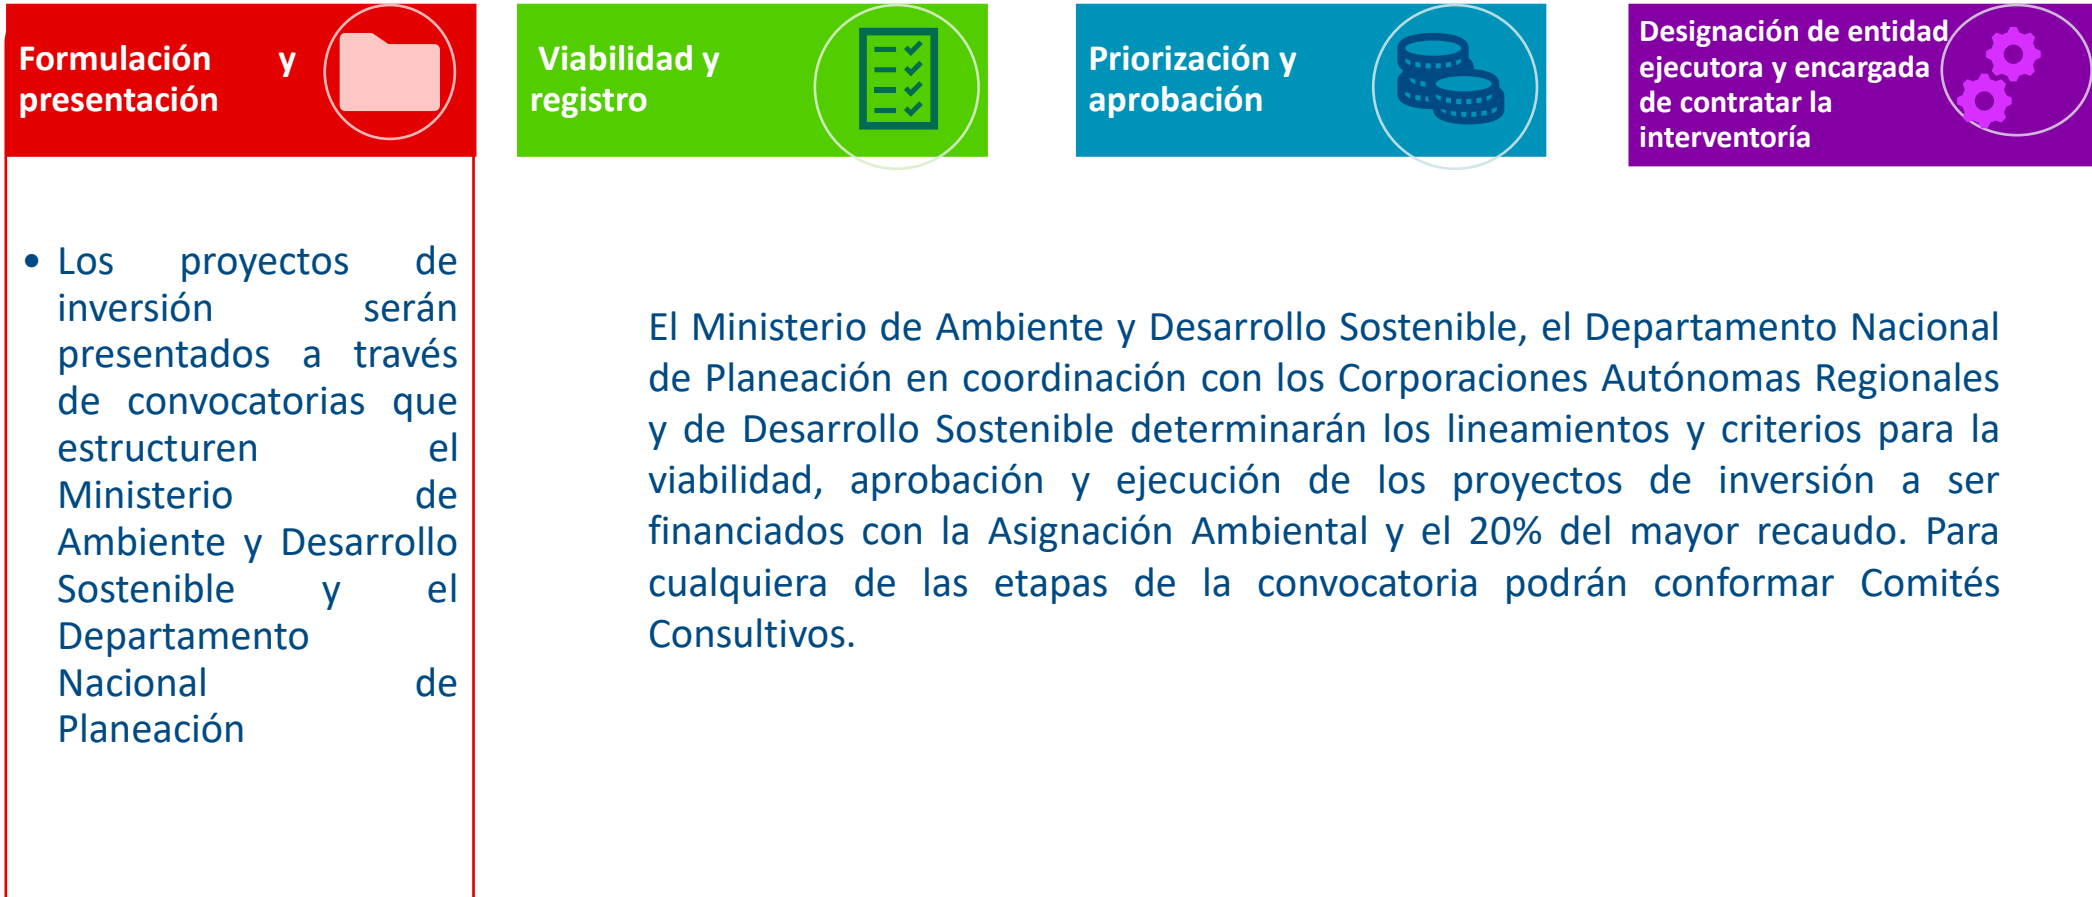 Formulación y
presentación
Viabilidad y
registro
Priorización y
aprobación
Designación de entidad
ejecutora y encargada
de contratar la
interventoría
• Los proyectos de
inversión serán
presentados a través
de convocatorias que
estructuren el
Ministerio de
Ambiente y Desarrollo
Sostenible y el
Departamento
Nacional de
Planeación
El Ministerio de Ambiente y Desarrollo Sostenible, el Departamento Nacional
de Planeación en coordinación con los Corporaciones Autónomas Regionales
y de Desarrollo Sostenible determinarán los lineamientos y criterios para la
viabilidad, aprobación y ejecución de los proyectos de inversión a ser
financiados con la Asignación Ambiental y el 20% del mayor recaudo. Para
cualquiera de las etapas de la convocatoria podrán conformar Comités
Consultivos.